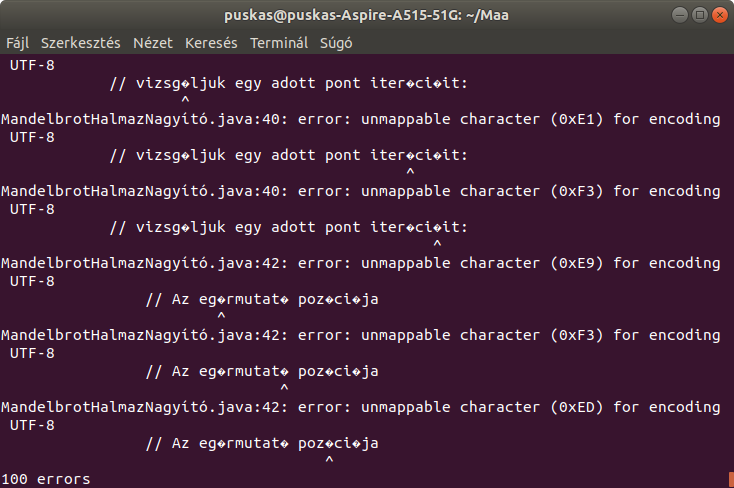 puskas@puskas-Aspire-A515-51G: ~/Maa
Fájl Szerkesztés Nézet Keresés Terminál Súgó
UTF-8
// vizsg�ljuk egy adott pont iter�ci�it:
^
MandelbrotHalmazNagyító.java:40: error: unmappable character (0xE1) for encoding
UTF-8
// vizsg�ljuk egy adott pont iter�ci�it:
^
MandelbrotHalmazNagyító.java:40: error: unmappable character (0xF3) for encoding
UTF-8
// vizsg�ljuk egy adott pont iter�ci�it:
^
MandelbrotHalmazNagyító.java:42: error: unmappable character (0xE9) for encoding
UTF-8
// Az eg�rmutat� poz�ci�ja
^
MandelbrotHalmazNagyító.java:42: error: unmappable character (0xF3) for encoding
UTF-8
// Az eg�rmutat� poz�ci�ja
^
MandelbrotHalmazNagyító.java:42: error: unmappable character (0xED) for encoding
UTF-8
// Az eg�rmutat� poz�ci�ja
^
100 errors